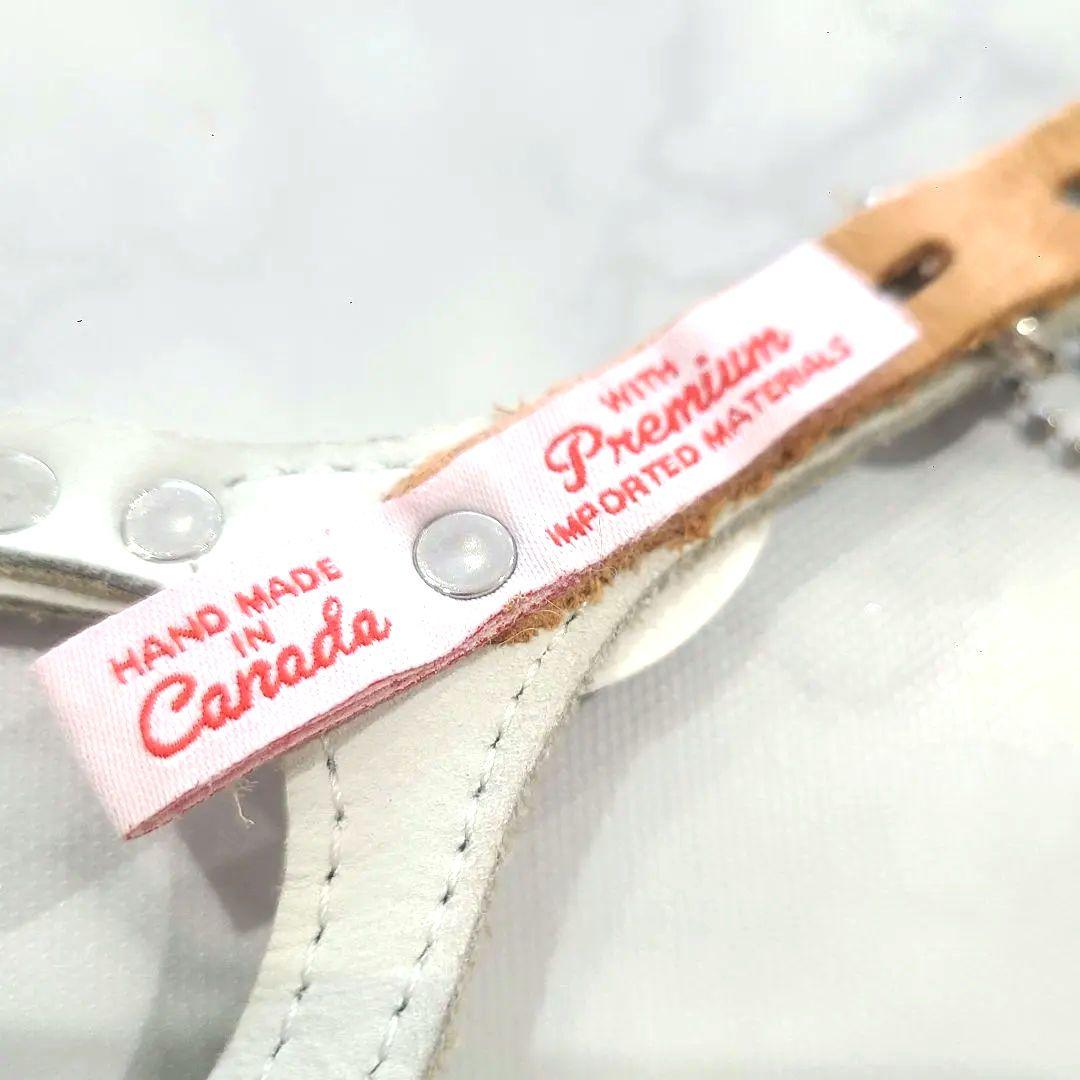 HAND MADE
IN
Canada
WITH
Premium
IMPORTED MATERIALS